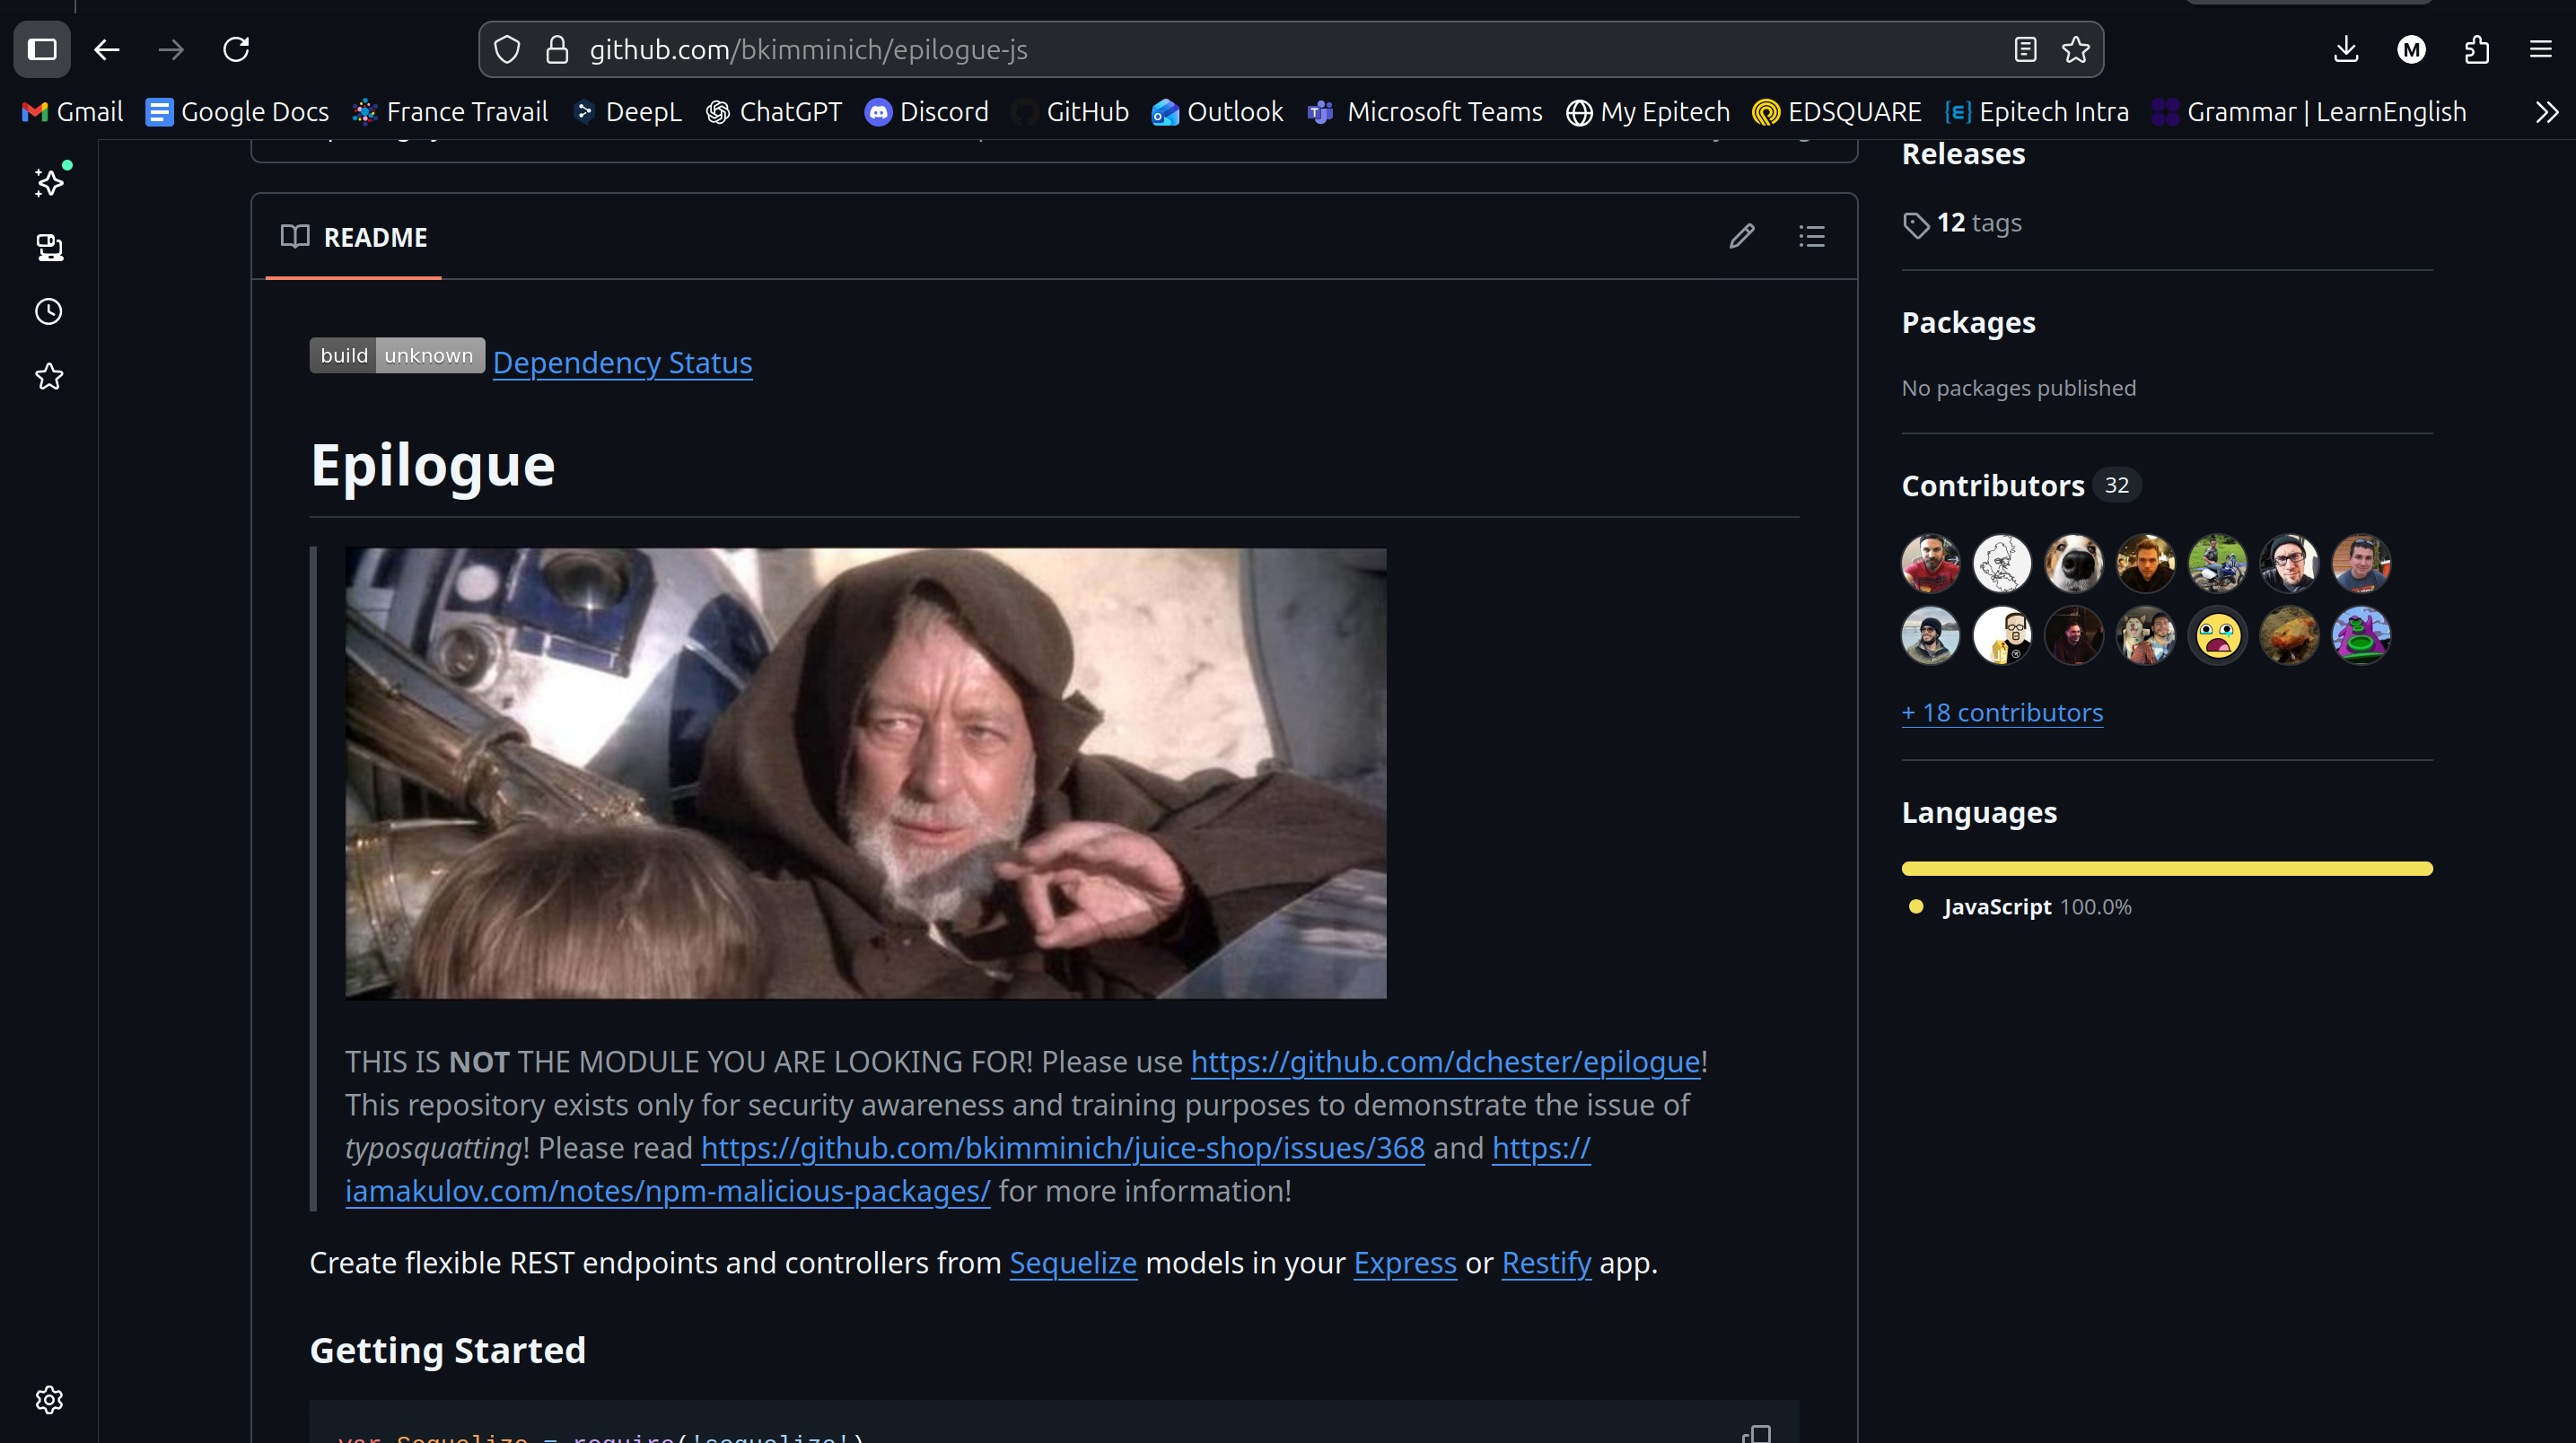 github.com/bkimminich/epilogue-js
Gmail Google Docs France Travail DeepL ChatGPT Discord GitHub Outlook Microsoft Teams My Epitech EDSQUARE Epitech Intra Grammar | LearnEnglish
README
build unknown Dependency Status
Epilogue
THIS IS NOT THE MODULE YOU ARE LOOKING FOR! Please use https://github.com/dchester/epilogue!
This repository exists only for security awareness and training purposes to demonstrate the issue of
typosquatting! Please read https://github.com/bkimminich/juice-shop/issues/368 and https://
iamakulov.com/notes/npm-malicious-packages/ for more information!
Create flexible REST endpoints and controllers from Sequelize models in your Express or Restify app.
Getting Started
var Sequelize = require('sequelize')
Releases
12 tags
Packages
No packages published
Contributors 32
+ 18 contributors
Languages
JavaScript 100.0%
M